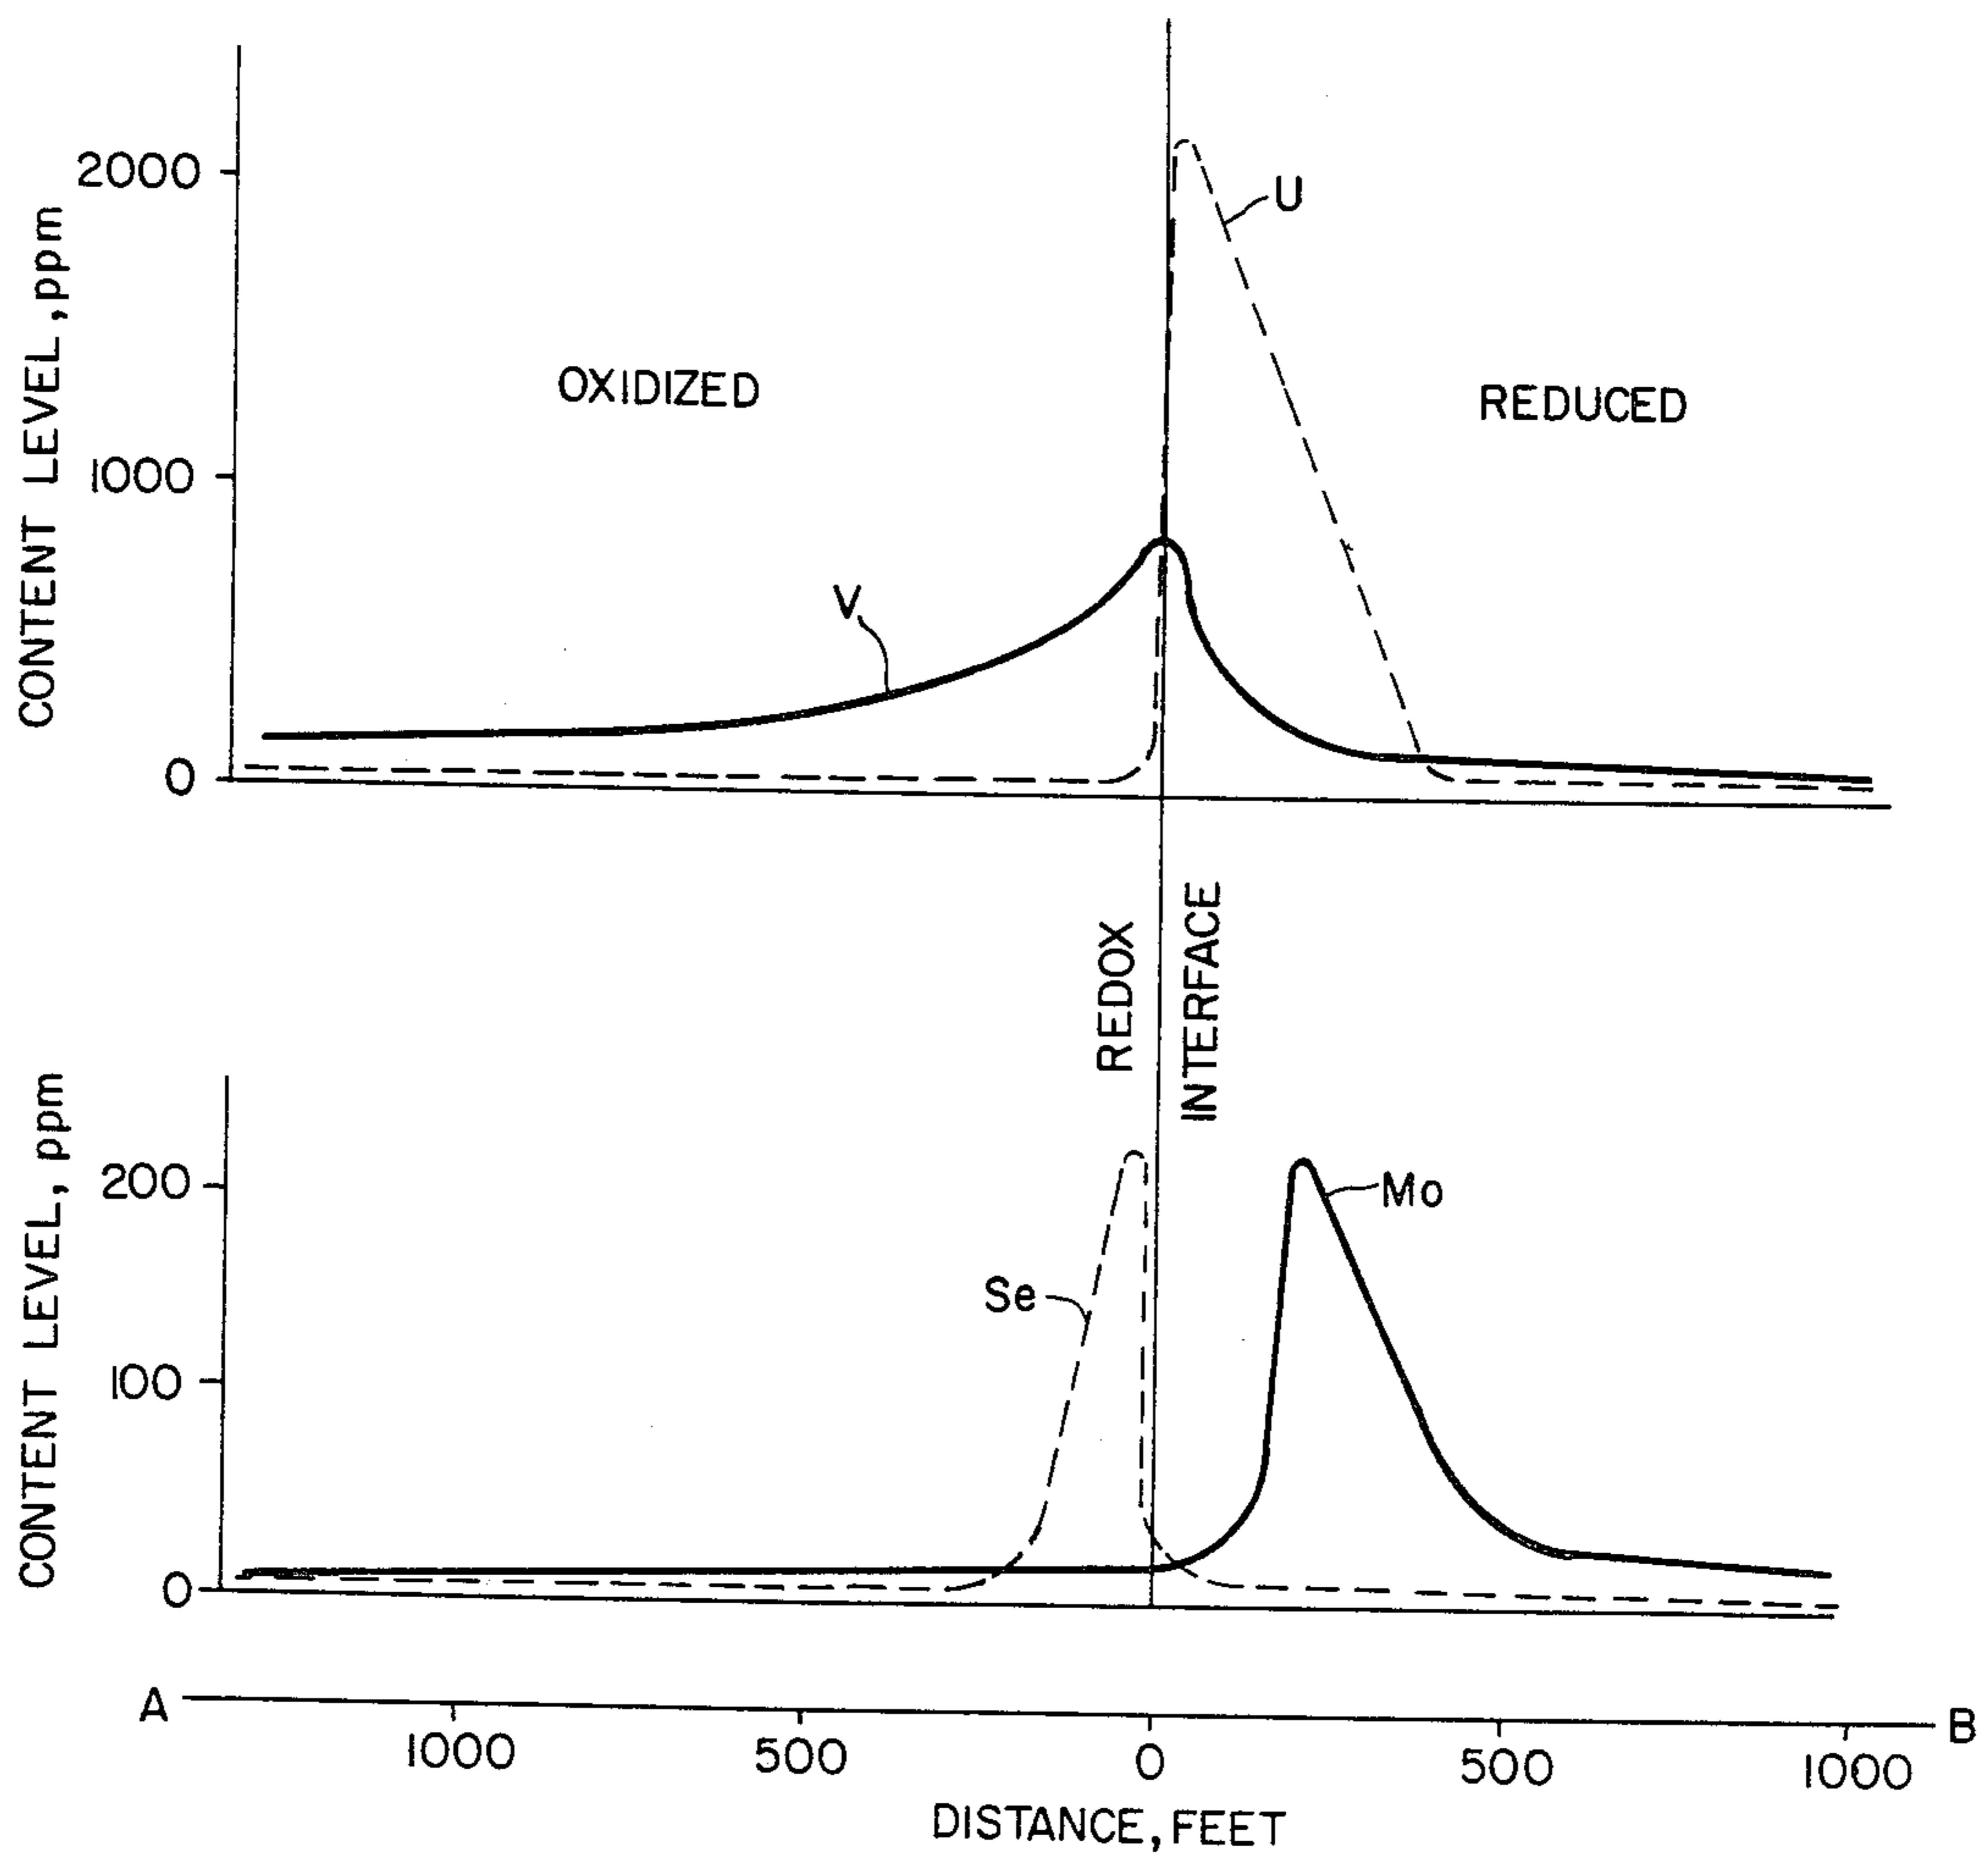 CONTENT LEVEL, ppm
2000
1000
0
OXIDIZED
REDUCED
U
V
REDOX
INTERFACE
CONTENT LEVEL, ppm
200
100
0
Se
Mo
A
B
1000 500 0 500 1000
DISTANCE, FEET